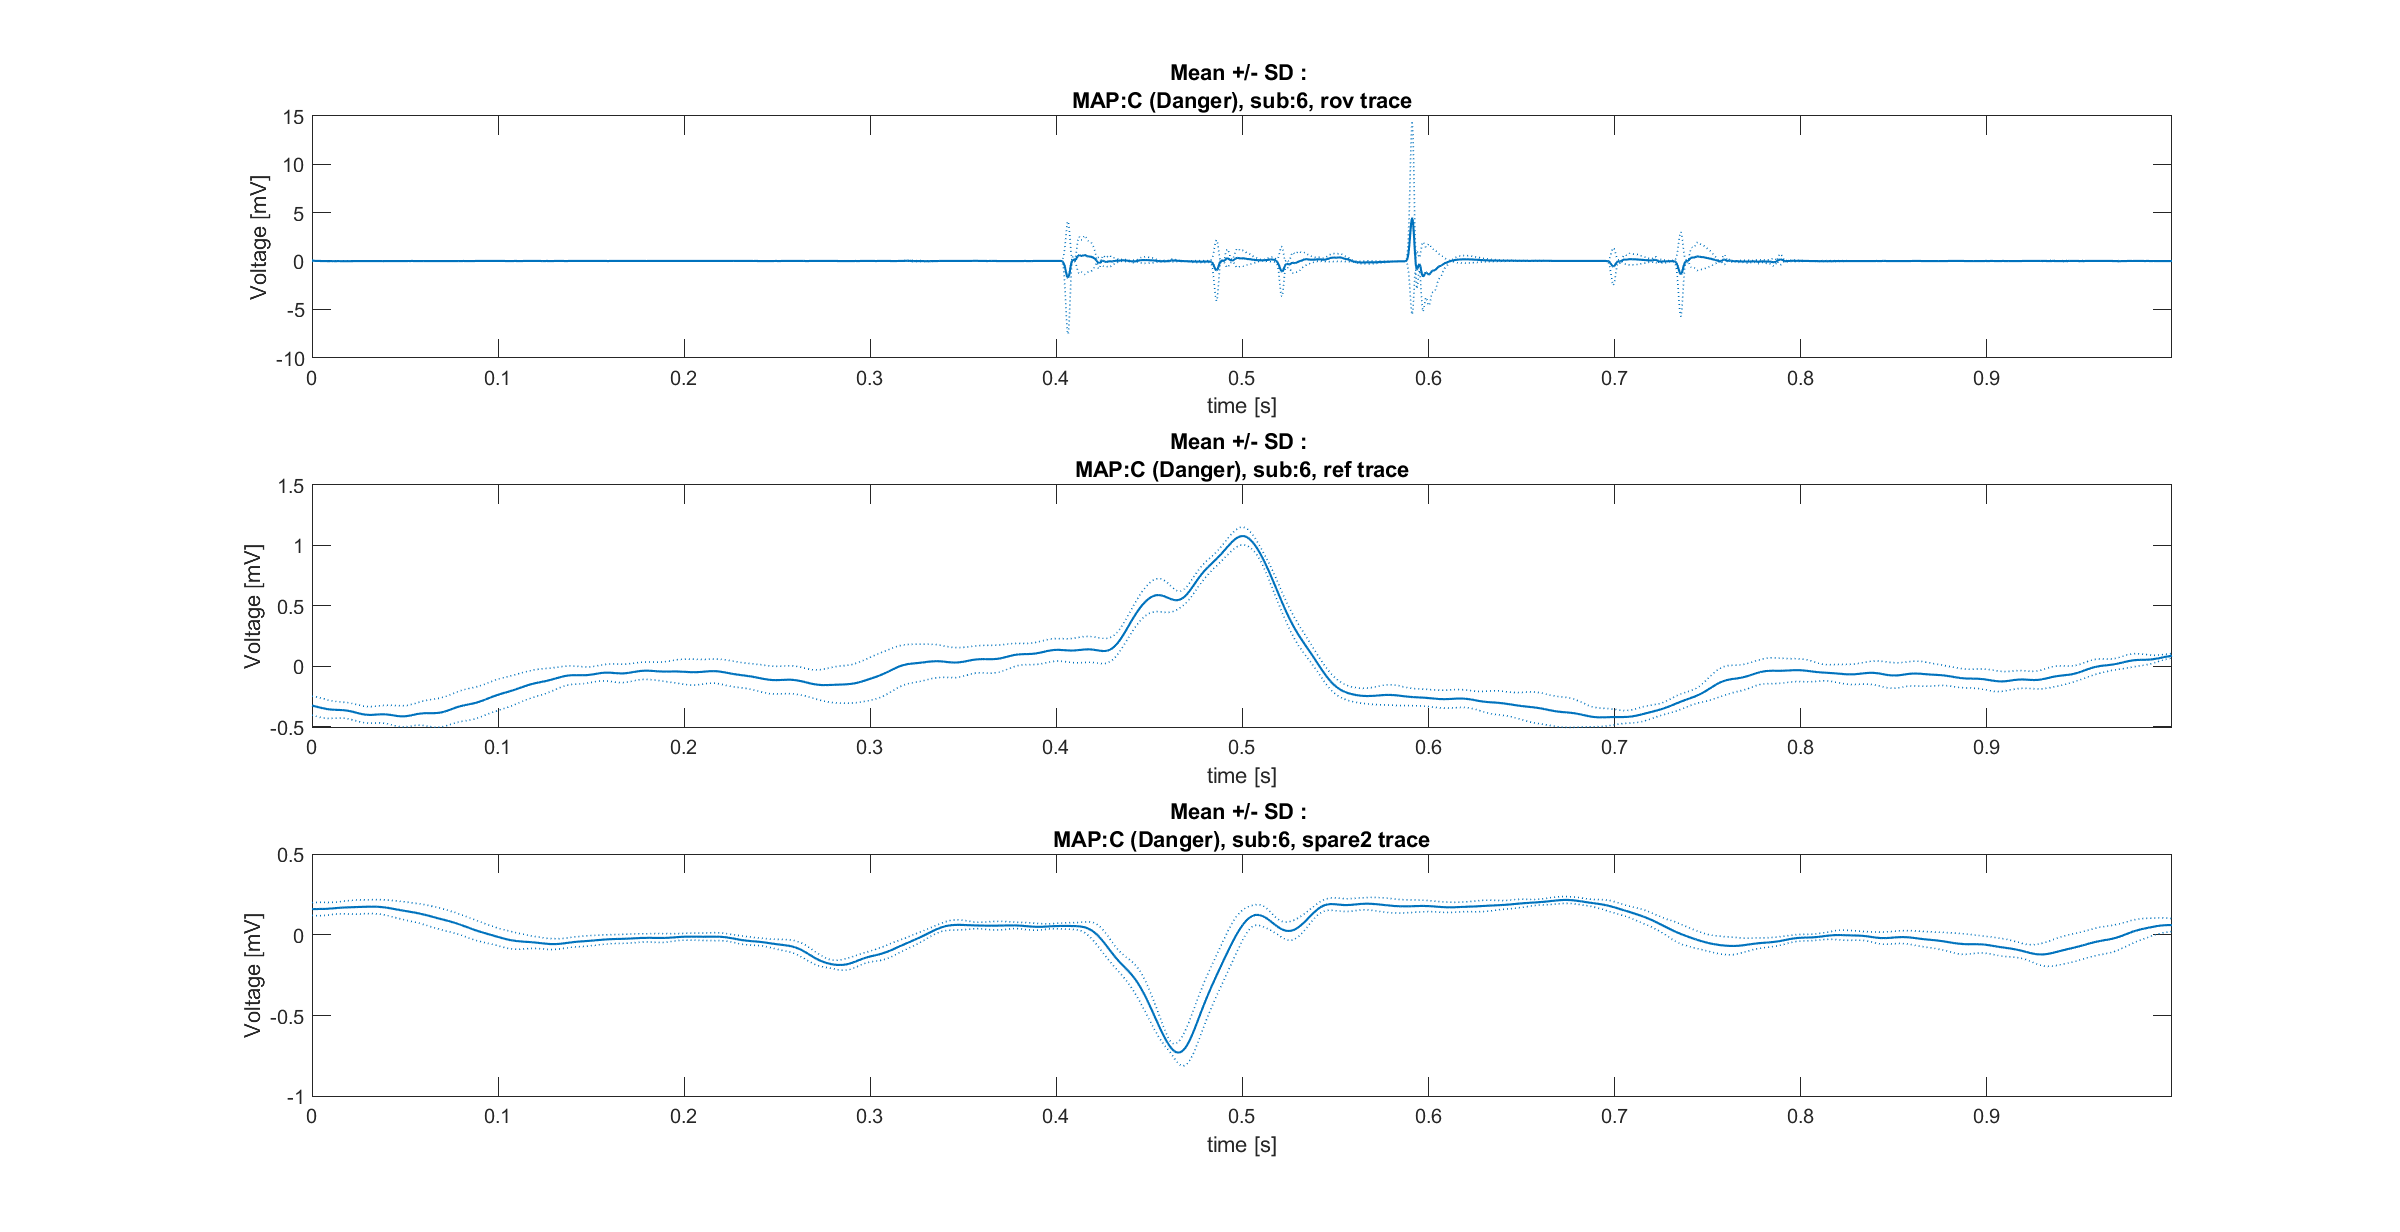 Mean +/- SD :
MAP:C (Danger), sub:6, rov trace
15
10
5
0
-5
-10
Voltage [mV]
0 0.1 0.2 0.3 0.4 0.5 0.6 0.7 0.8 0.9
time [s]
Mean +/- SD :
MAP:C (Danger), sub:6, ref trace
1.5
1
0.5
0
-0.5
Voltage [mV]
0 0.1 0.2 0.3 0.4 0.5 0.6 0.7 0.8 0.9
time [s]
Mean +/- SD :
MAP:C (Danger), sub:6, spare2 trace
0.5
0
-0.5
-1
Voltage [mV]
0 0.1 0.2 0.3 0.4 0.5 0.6 0.7 0.8 0.9
time [s]